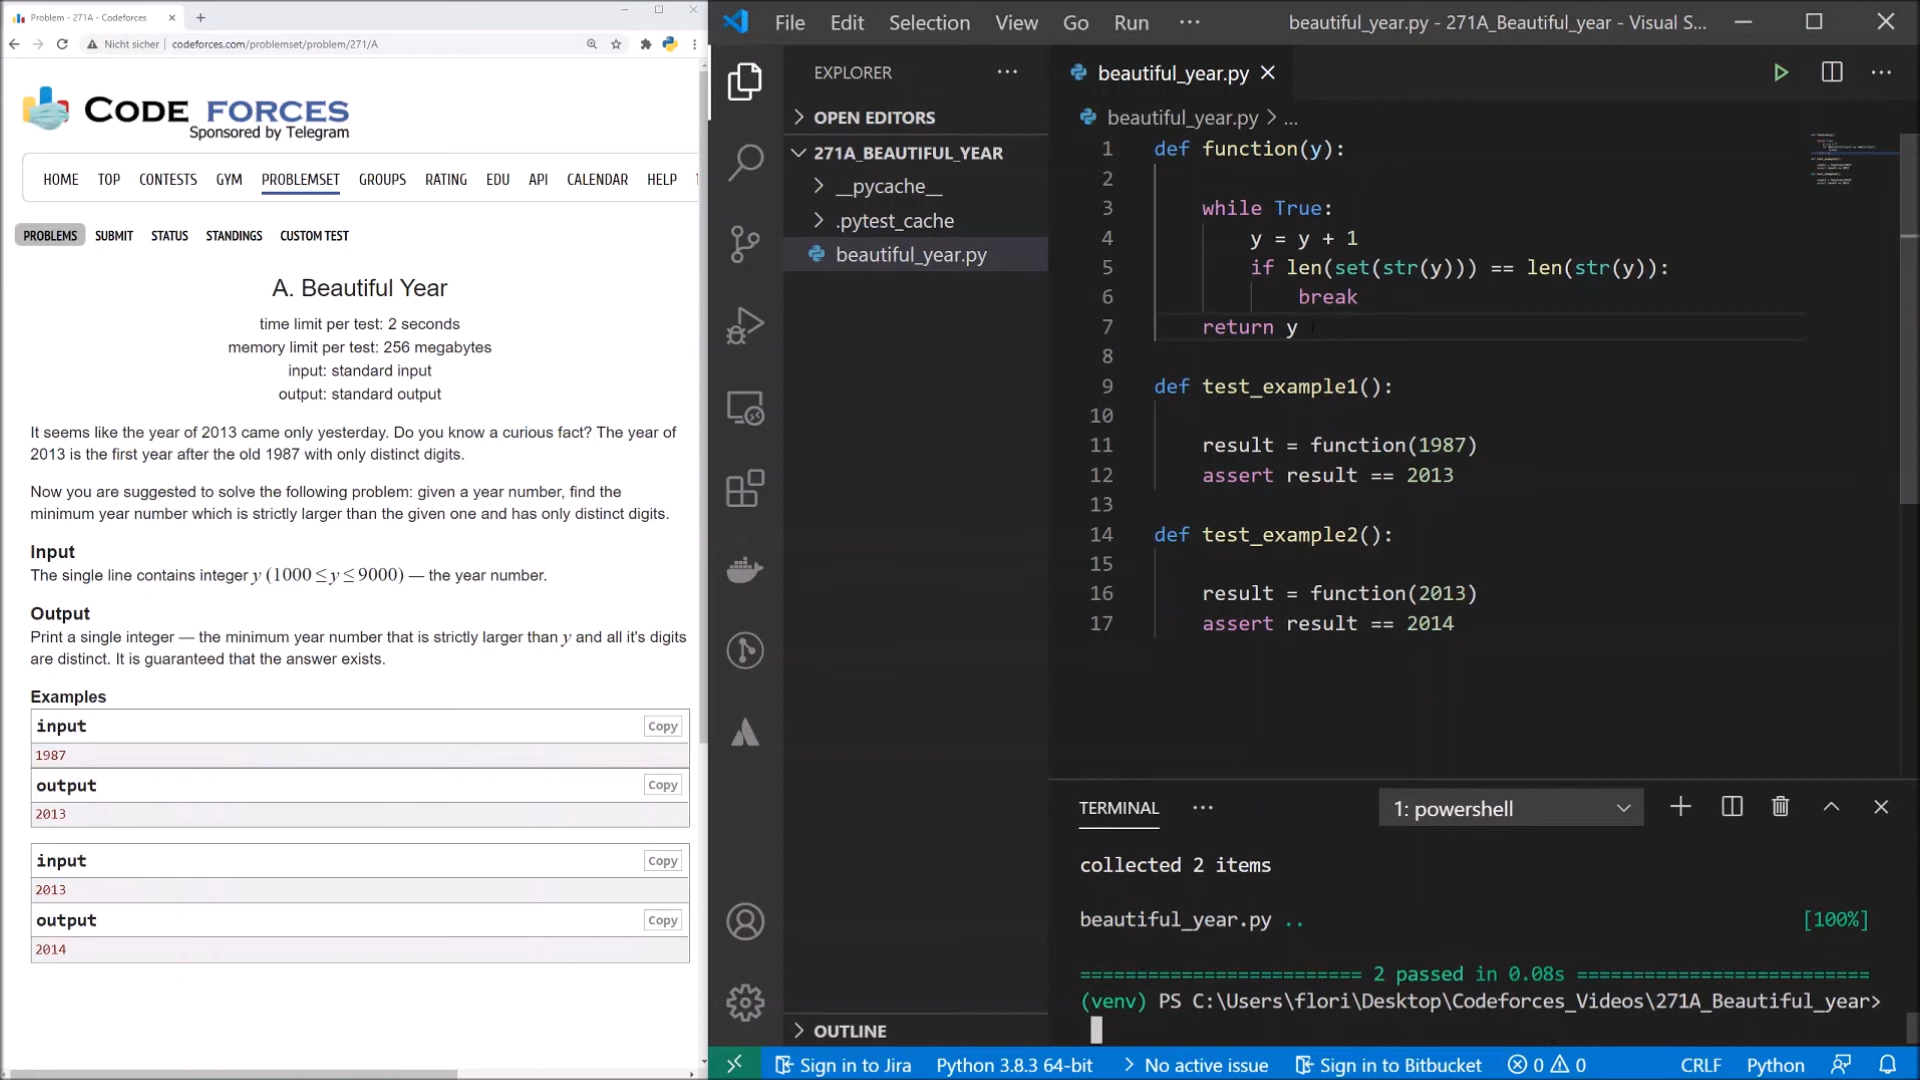 Problem - 271A - Codeforces
Nicht sicher codeforces.com/problemset/problem/271/A
CODE FORCES
Sponsored by Telegram
HOME TOP CONTESTS GYM PROBLEMSET GROUPS RATING EDU API CALENDAR HELP
PROBLEMS SUBMIT STATUS STANDINGS CUSTOM TEST
A. Beautiful Year
time limit per test: 2 seconds
memory limit per test: 256 megabytes
input: standard input
output: standard output
It seems like the year of 2013 came only yesterday. Do you know a curious fact? The year of
2013 is the first year after the old 1987 with only distinct digits.
Now you are suggested to solve the following problem: given a year number, find the
minimum year number which is strictly larger than the given one and has only distinct digits.
Input
The single line contains integer y (1000 ≤ y ≤ 9000) — the year number.
Output
Print a single integer — the minimum year number that is strictly larger than y and all it's digits
are distinct. It is guaranteed that the answer exists.
Examples
input Copy
1987
output Copy
2013
input Copy
2013
output Copy
2014
File Edit Selection View Go Run ... beautiful_year.py - 271A_Beautiful_year - Visual S...
EXPLORER ...
OPEN EDITORS
271A_BEAUTIFUL_YEAR
__pycache__
.pytest_cache
beautiful_year.py
OUTLINE
beautiful_year.py
beautiful_year.py > ...
1 def function(y):
2
3 while True:
4 y = y + 1
5 if len(set(str(y))) == len(str(y)):
6 break
7 return y
8
9 def test_example1():
10
11 result = function(1987)
12 assert result == 2013
13
14 def test_example2():
15
16 result = function(2013)
17 assert result == 2014
TERMINAL ... 1: powershell
collected 2 items
beautiful_year.py .. [100%]
========================= 2 passed in 0.08s ==========================
(venv) PS C:\Users\flori\Desktop\Codeforces_Videos\271A_Beautiful_year>
Sign in to Jira Python 3.8.3 64-bit No active issue Sign in to Bitbucket 0 0 CRLF Python